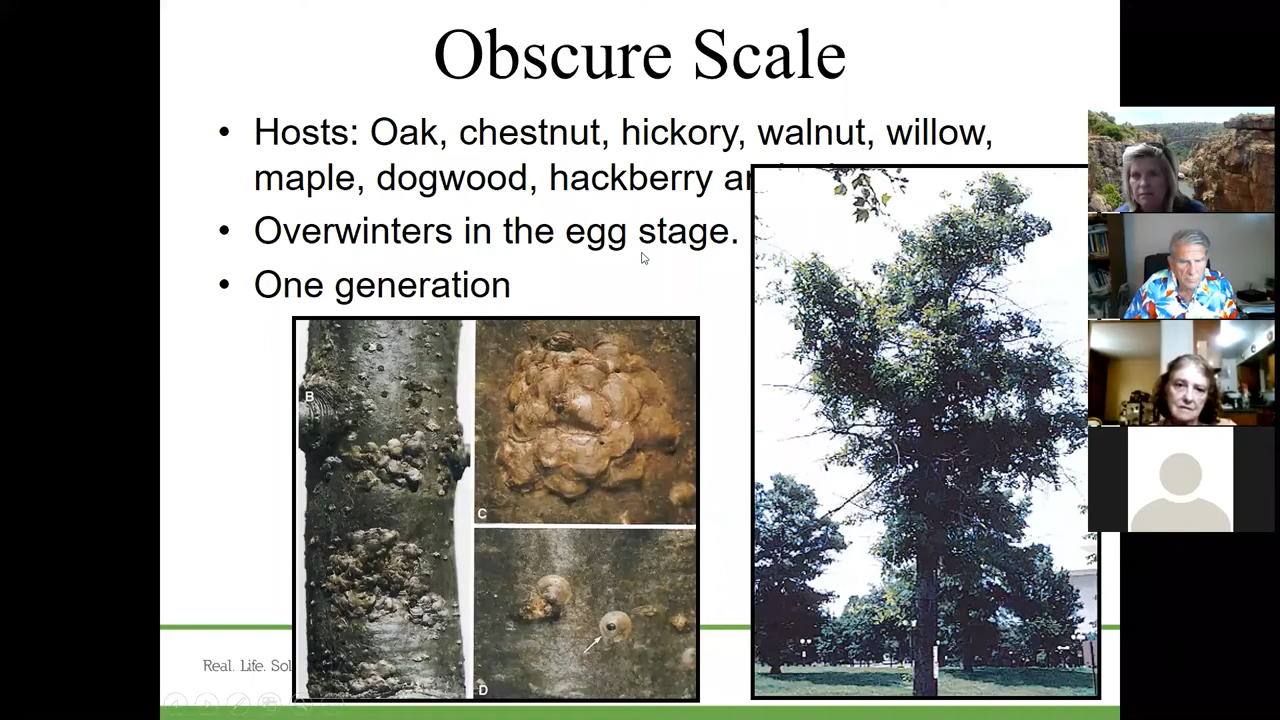 Obscure Scale
• Hosts: Oak, chestnut, hickory, walnut, willow,
maple, dogwood, hackberry
• Overwinters in the egg stage.
• One generation
B
C
D
Real. Life.